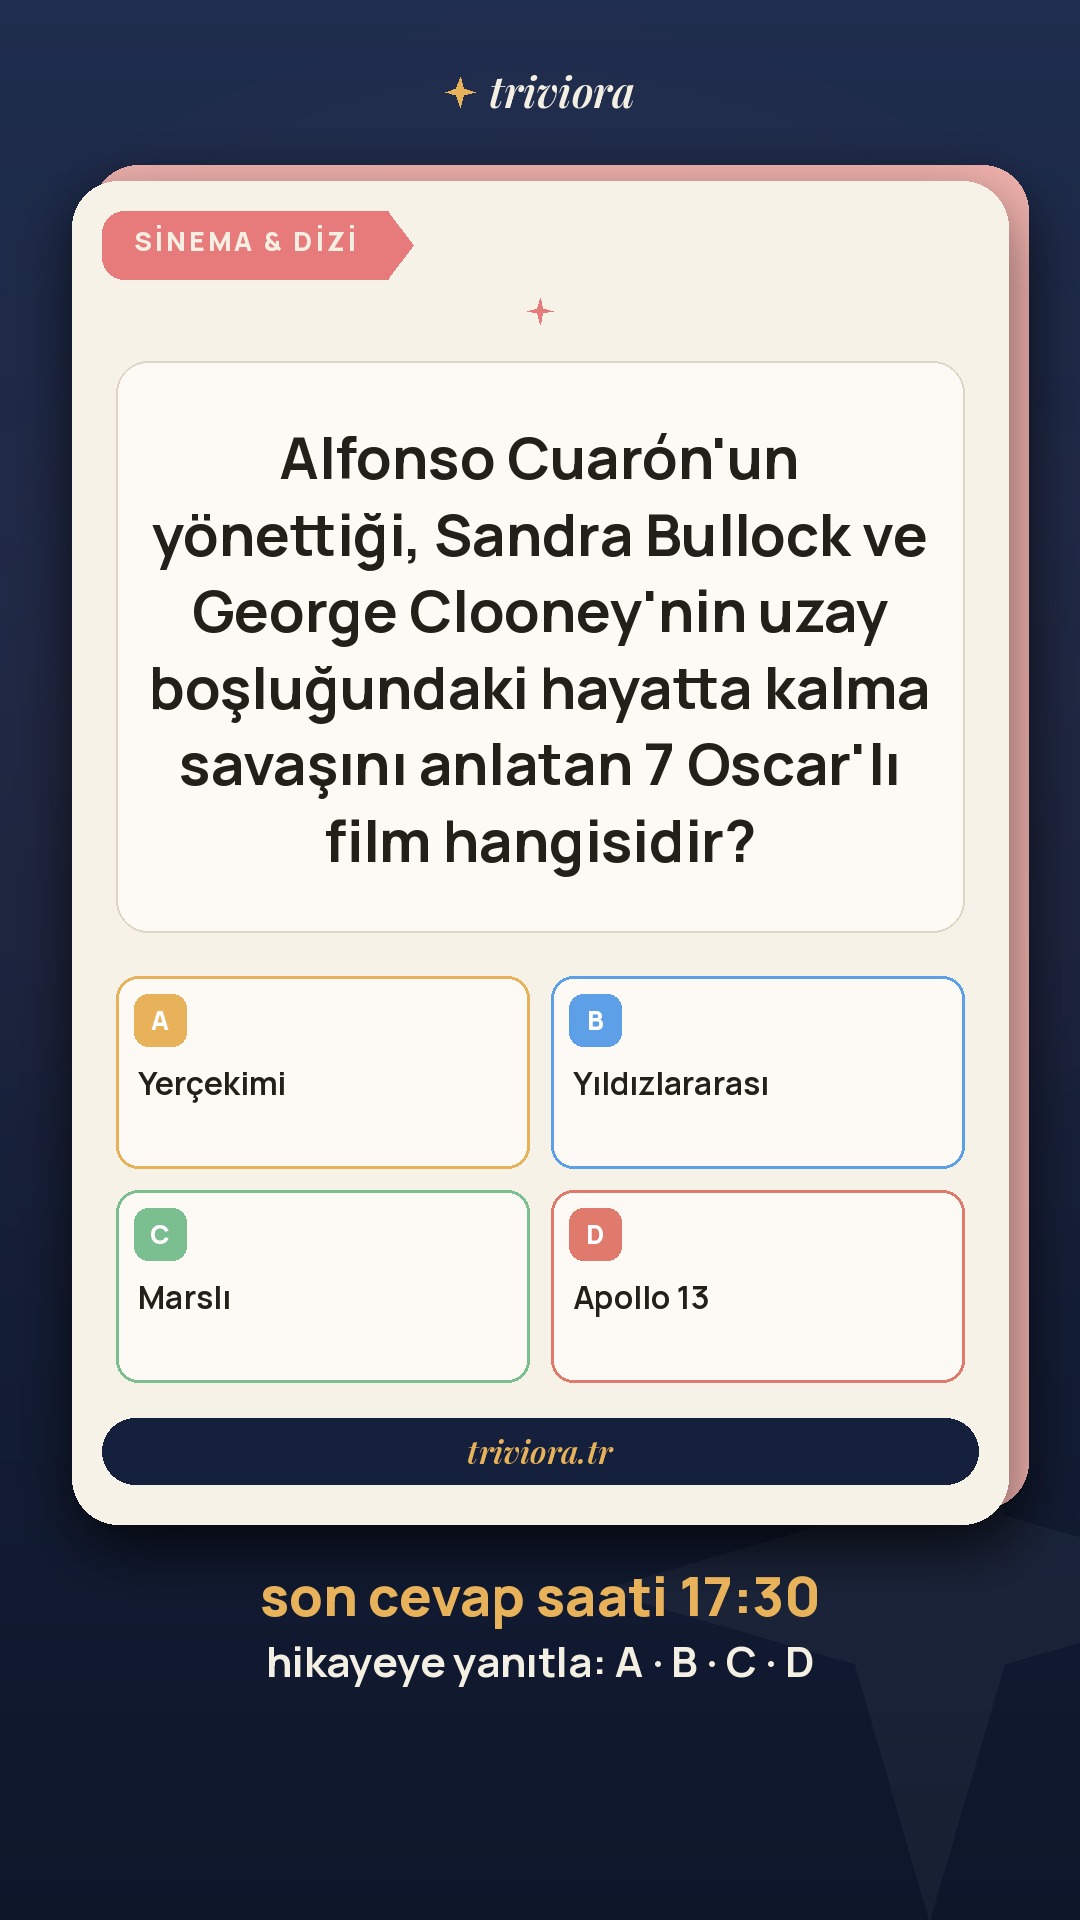 triviora
SİNEMA & DİZİ
Alfonso Cuarón'un
yönettiği, Sandra Bullock ve
George Clooney'nin uzay
boşluğundaki hayatta kalma
savaşını anlatan 7 Oscar'lı
film hangisidir?
A
Yerçekimi
B
Yıldızlararası
C
Marslı
D
Apollo 13
triviora.tr
son cevap saati 17:30
hikayeye yanıtla: A · B · C · D